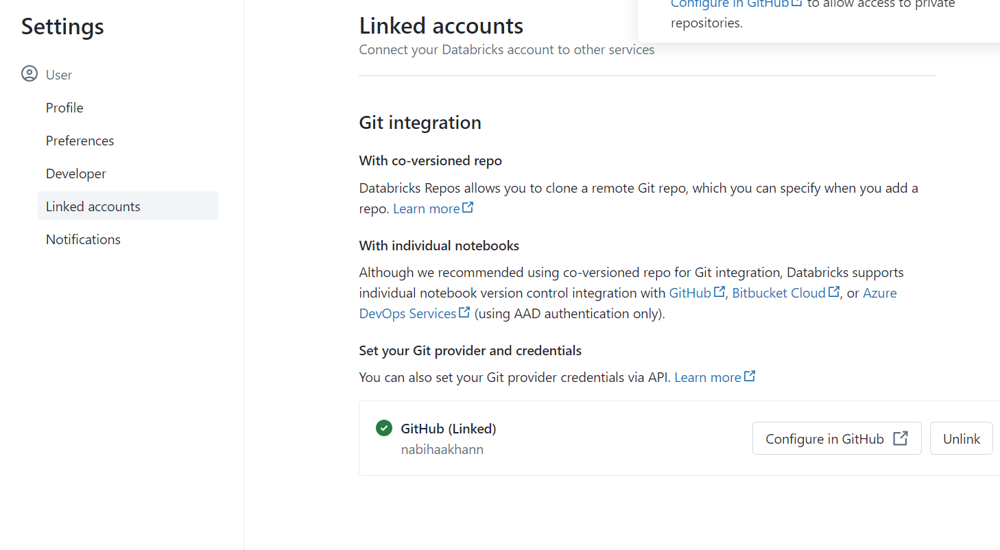 Settings
User
Profile
Preferences
Developer
Linked accounts
Notifications
Configure in GitHub to allow access to private
repositories.
Linked accounts
Connect your Databricks account to other services
Git integration
With co-versioned repo
Databricks Repos allows you to clone a remote Git repo, which you can specify when you add a
repo. Learn more
With individual notebooks
Although we recommended using co-versioned repo for Git integration, Databricks supports
individual notebook version control integration with GitHub, Bitbucket Cloud, or Azure
DevOps Services (using AAD authentication only).
Set your Git provider and credentials
You can also set your Git provider credentials via API. Learn more
GitHub (Linked)
nabihaakhann
Configure in GitHub
Unlink